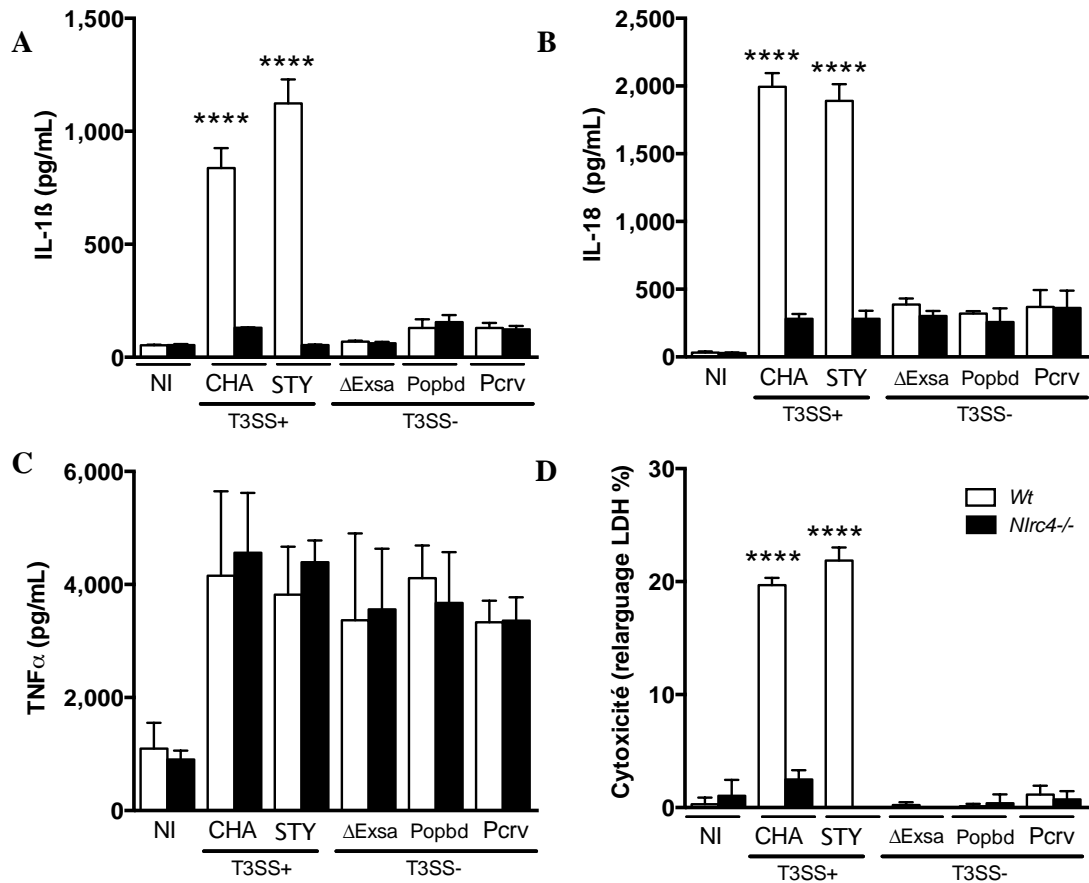 A
1,500
1,000
500
0
IL-1ß (pg/mL)
****
****
NI
CHA
STY
ΔExsa
Popbd
Pcrv
T3SS+
T3SS-
B
2,500
2,000
1,500
1,000
500
0
IL-18 (pg/mL)
****
****
NI
CHA
STY
ΔExsa
Popbd
Pcrv
T3SS+
T3SS-
C
6,000
4,000
2,000
0
TNFα (pg/mL)
NI
CHA
STY
ΔExsa
Popbd
Pcrv
T3SS+
T3SS-
D
30
20
10
0
Cytoxicité (relarguage LDH %)
****
****
Wt
Nlrc4-/-
NI
CHA
STY
ΔExsa
Popbd
Pcrv
T3SS+
T3SS-